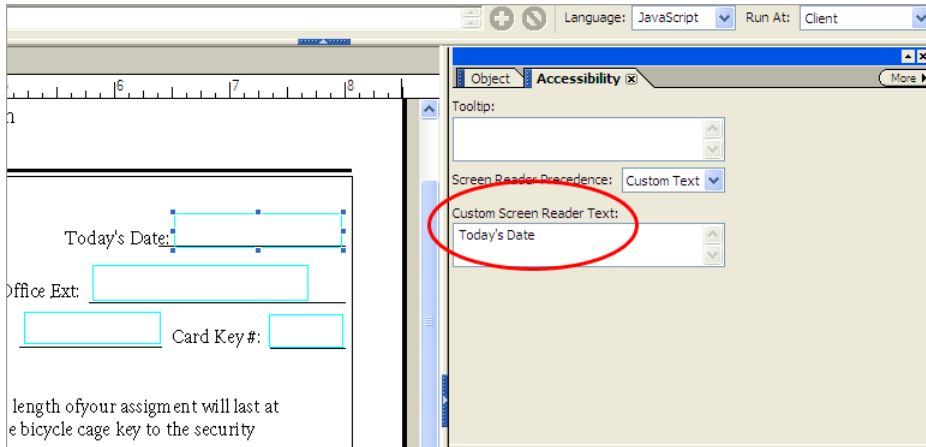 Language: JavaScript Run At: Client
Object Accessibility More
6 7 8
Tooltip:
Screen Reader Precedence: Custom Text
Custom Screen Reader Text:
Today's Date
Today's Date:
Office Ext:
Card Key #:
length ofyour assigment will last at
e bicycle cage key to the security